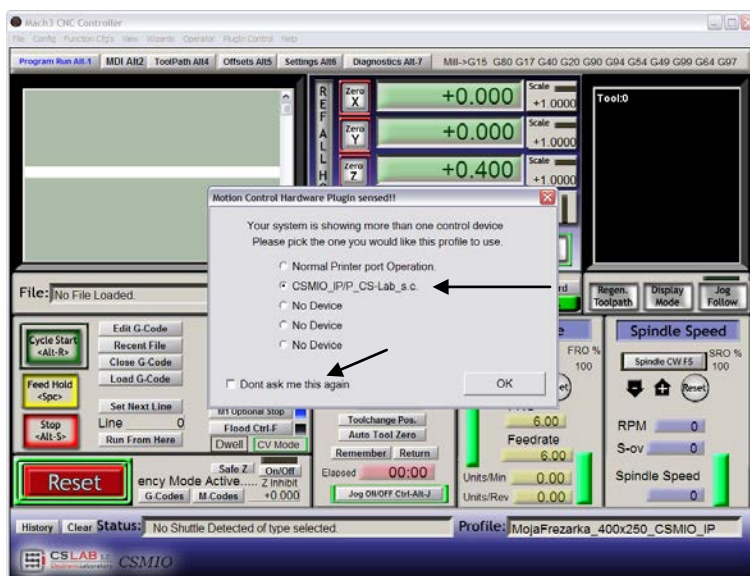 Mach3 CNC Controller
File Config Function Cfg's View Wizards Operator PlugIn Control Help
Program Run Alt-1 MDI Alt2 ToolPath Alt4 Offsets Alt5 Settings Alt6 Diagnostics Alt-7 Mill->G15 G80 G17 G40 G20 G90 G94 G54 G49 G99 G64 G97
REF ALL H
Zero X +0.000 Scale +1.0000
Zero Y +0.000 Scale +1.0000
Zero Z +0.400 Scale +1.0000
Tool:0
Motion Control Hardware PlugIn sensed!!
Your system is showing more than one control device
Please pick the one you would like this profile to use.
Normal Printer port Operation.
CSMIO_IP/P_CS-Lab_s.c.
No Device
No Device
No Device
Dont ask me this again
OK
File: No File Loaded.
Regen. Toolpath
Display Mode
Jog Follow
Cycle Start <Alt-R>
Feed Hold <Spc>
Stop <Alt-S>
Edit G-Code
Recent File
Close G-Code
Load G-Code
Set Next Line
Line 0
Run From Here
M1 Optional Stop
Flood Ctrl-F
Dwell CV Mode
Toolchange Pos.
Auto Tool Zero
Remember Return
Elapsed 00:00
Jog ON/OFF Ctrl-Alt-J
FRO %
100
6.00
Feedrate
6.00
Units/Min 0.00
Units/Rev 0.00
Spindle Speed
Spindle CW F5
SRO %
100
Reset
RPM 0
S-ov 0
Spindle Speed
0
Reset
ency Mode Active.....
Safe Z On/Off
Z Inhibit
+0.000
G-Codes M-Codes
History Clear Status: No Shuttle Detected of type selected. Profile: MojaFrezarka_400x250_CSMIO_IP
CSLAB s.c.
CSMIO